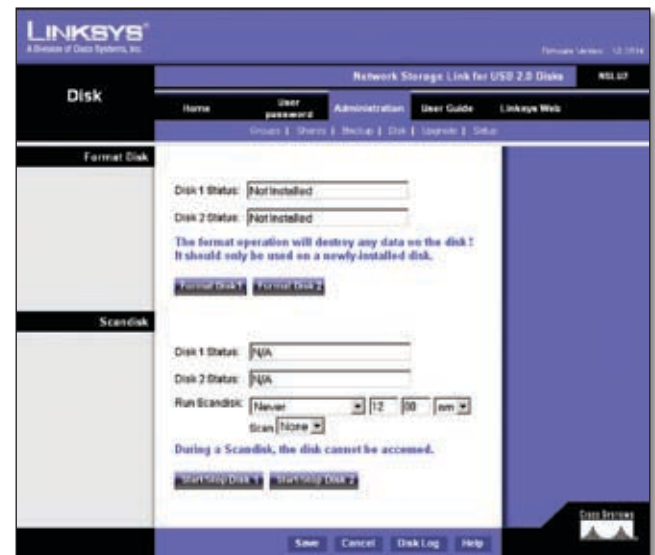 LINKSYS®
A Division of Cisco Systems, Inc.
Firmware Version:
Network Storage Link for USB 2.0 Disks NSLU2
Disk
Home User password Administration User Guide Linksys Web
Groups | Shares | Backup | Disk | Upgrade | Setup
Format Disk
Disk 1 Status: Not Installed
Disk 2 Status: Not Installed
The format operation will destroy any data on the disk!
It should only be used on a newly-installed disk.
Format Disk 1 Format Disk 2
Scandisk
Disk 1 Status: N/A
Disk 2 Status: N/A
Run Scandisk: Never 12 00
Scan None
During a Scandisk, the disk cannot be accessed.
Start/Stop Disk 1 Start/Stop Disk 2
Cisco Systems
Save Cancel Disk Log Help